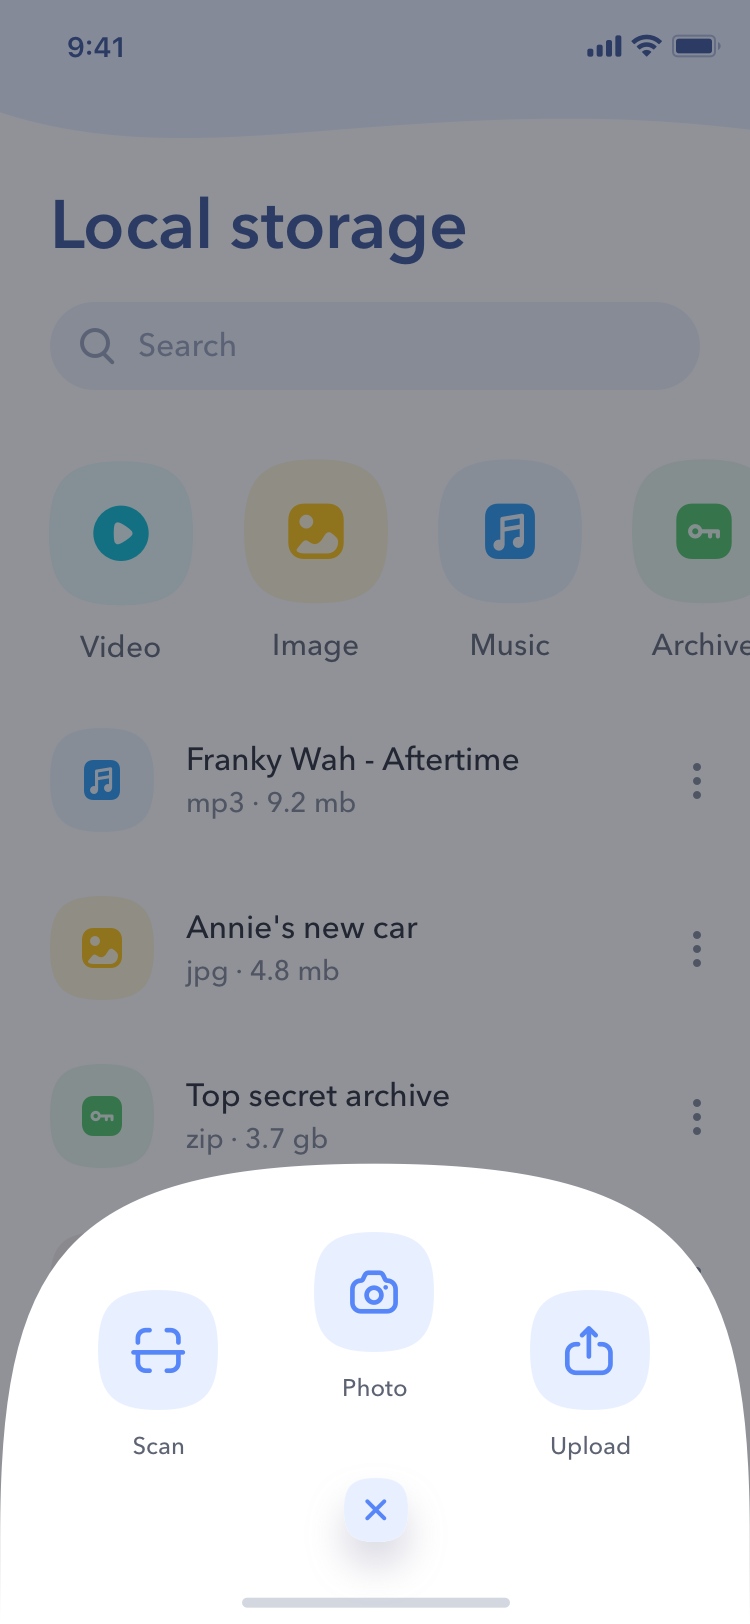 9:41
Local storage
Search
Video
Image
Music
Archive
Franky Wah - Aftertime
mp3 · 9.2 mb
Annie's new car
jpg · 4.8 mb
Top secret archive
zip · 3.7 gb
Photo
Scan
Upload